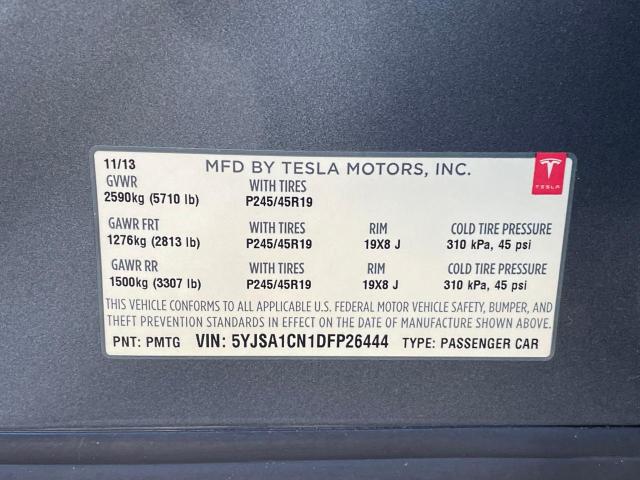 11/13 MFD BY TESLA MOTORS, INC.
TESLA
GVWR WITH TIRES
2590kg (5710 lb) P245/45R19
GAWR FRT WITH TIRES RIM COLD TIRE PRESSURE
1276kg (2813 lb) P245/45R19 19X8 J 310 kPa, 45 psi
GAWR RR WITH TIRES RIM COLD TIRE PRESSURE
1500kg (3307 lb) P245/45R19 19X8 J 310 kPa, 45 psi
THIS VEHICLE CONFORMS TO ALL APPLICABLE U.S. FEDERAL MOTOR VEHICLE SAFETY, BUMPER, AND
THEFT PREVENTION STANDARDS IN EFFECT ON THE DATE OF MANUFACTURE SHOWN ABOVE.
PNT: PMTG VIN: 5YJSA1CN1DFP26444 TYPE: PASSENGER CAR